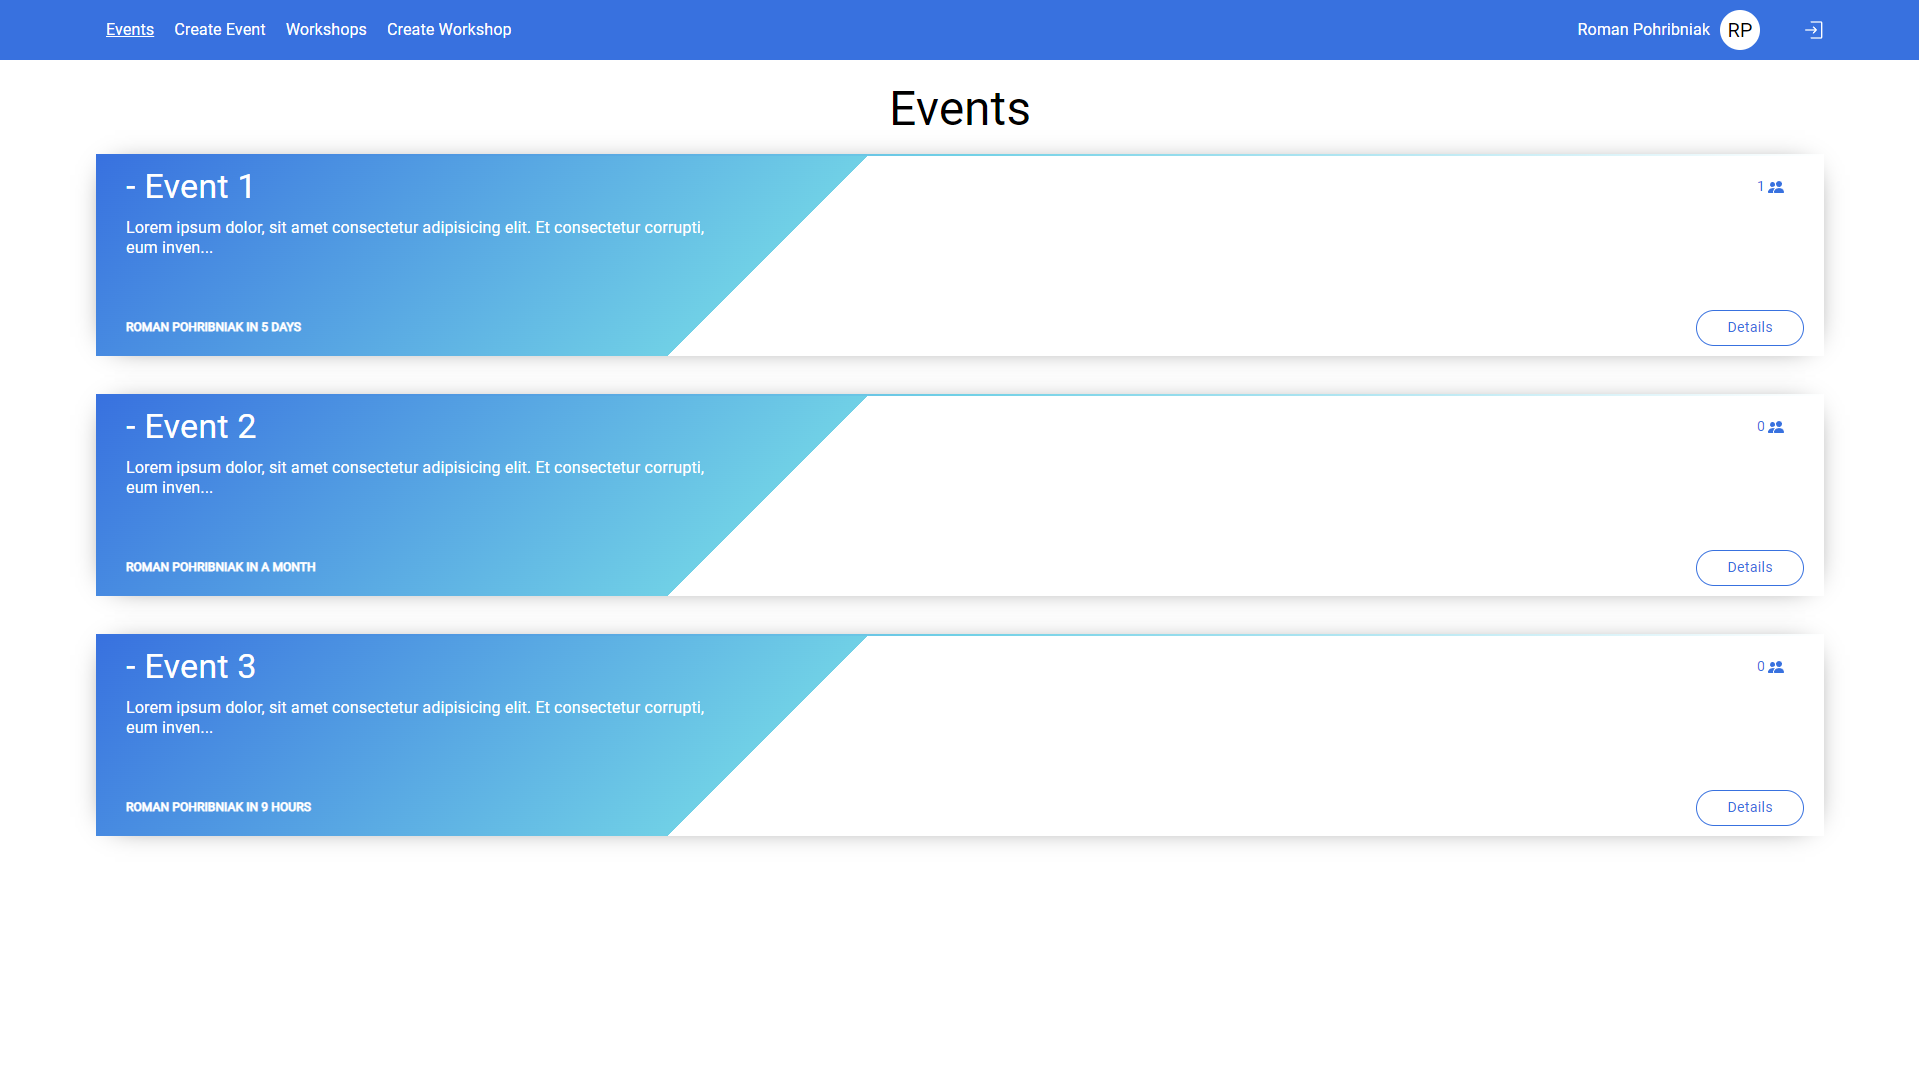 Events Create Event Workshops Create Workshop Roman Pohribniak RP
Events
- Event 1
1
Lorem ipsum dolor, sit amet consectetur adipisicing elit. Et consectetur corrupti,
eum inven...
ROMAN POHRIBNIAK IN 5 DAYS
Details
- Event 2
0
Lorem ipsum dolor, sit amet consectetur adipisicing elit. Et consectetur corrupti,
eum inven...
ROMAN POHRIBNIAK IN A MONTH
Details
- Event 3
0
Lorem ipsum dolor, sit amet consectetur adipisicing elit. Et consectetur corrupti,
eum inven...
ROMAN POHRIBNIAK IN 9 HOURS
Details